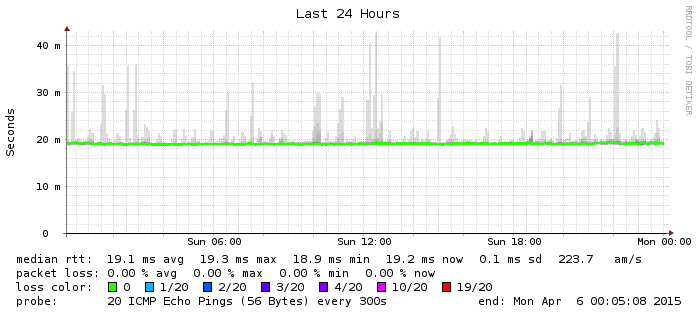 Last 24 Hours
RRDTOOL / TOBI OETIKER
Seconds
40 m
30 m
20 m
10 m
0
Sun 06:00 Sun 12:00 Sun 18:00 Mon 00:00
median rtt: 19.1 ms avg 19.3 ms max 18.9 ms min 19.2 ms now 0.1 ms sd 223.7 am/s
packet loss: 0.00 % avg 0.00 % max 0.00 % min 0.00 % now
loss color: 0 1/20 2/20 3/20 4/20 10/20 19/20
probe: 20 ICMP Echo Pings (56 Bytes) every 300s end: Mon Apr 6 00:05:08 2015